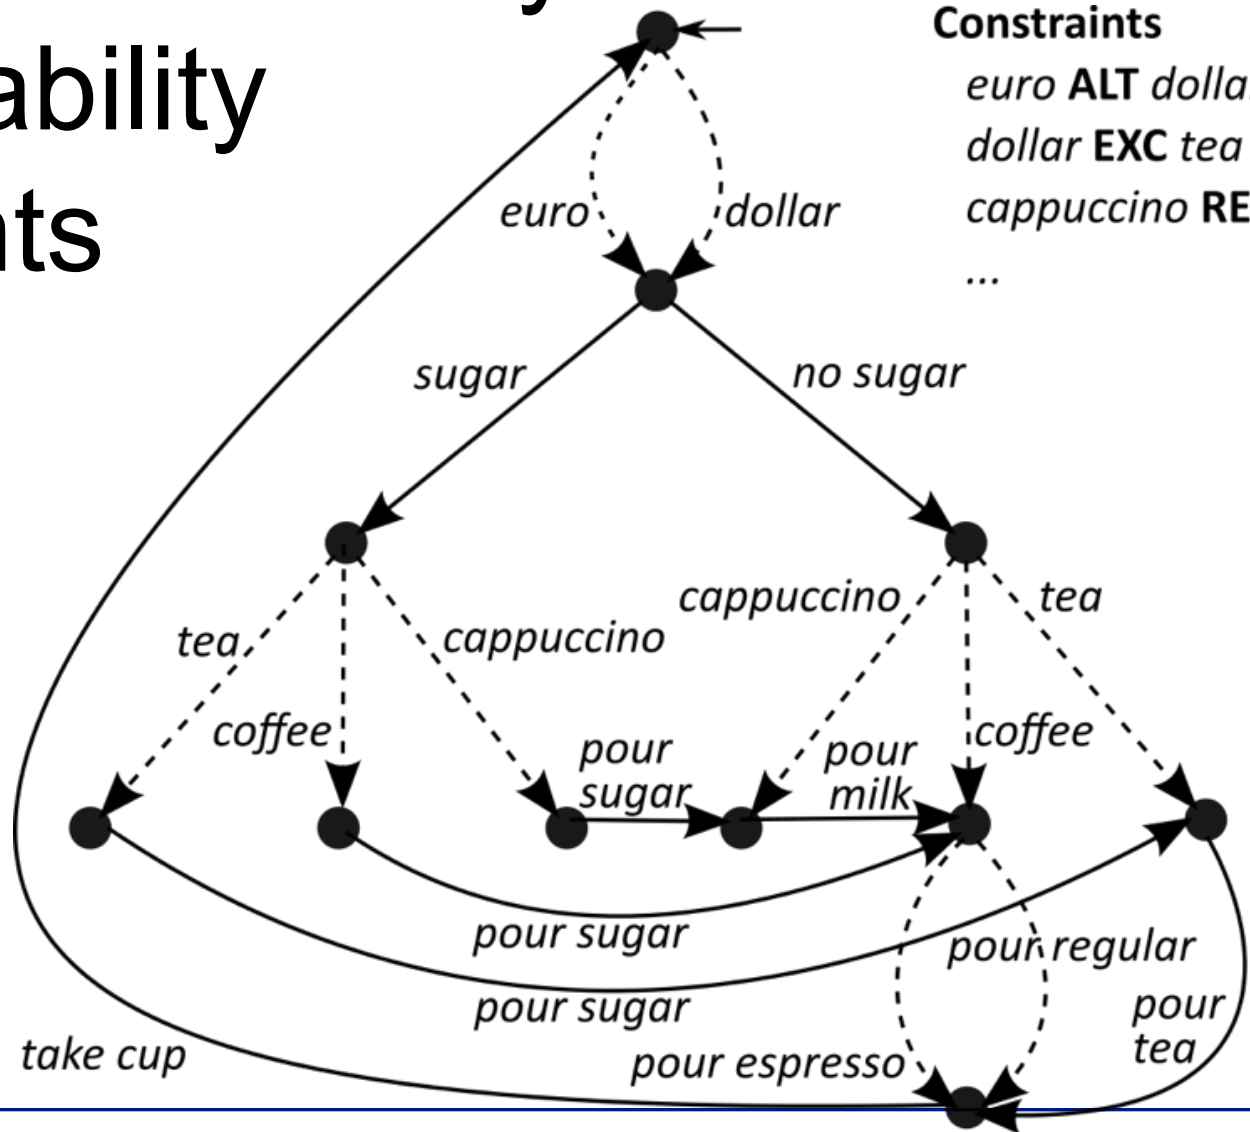 ability
nts
Constraints
euro ALT dolla
dollar EXC tea
cappuccino RE
...
euro
dollar
sugar
no sugar
cappuccino
tea
tea
cappuccino
coffee
pour
sugar
pour
milk
coffee
pour sugar
pour regular
pour sugar
pour
tea
take cup
pour espresso